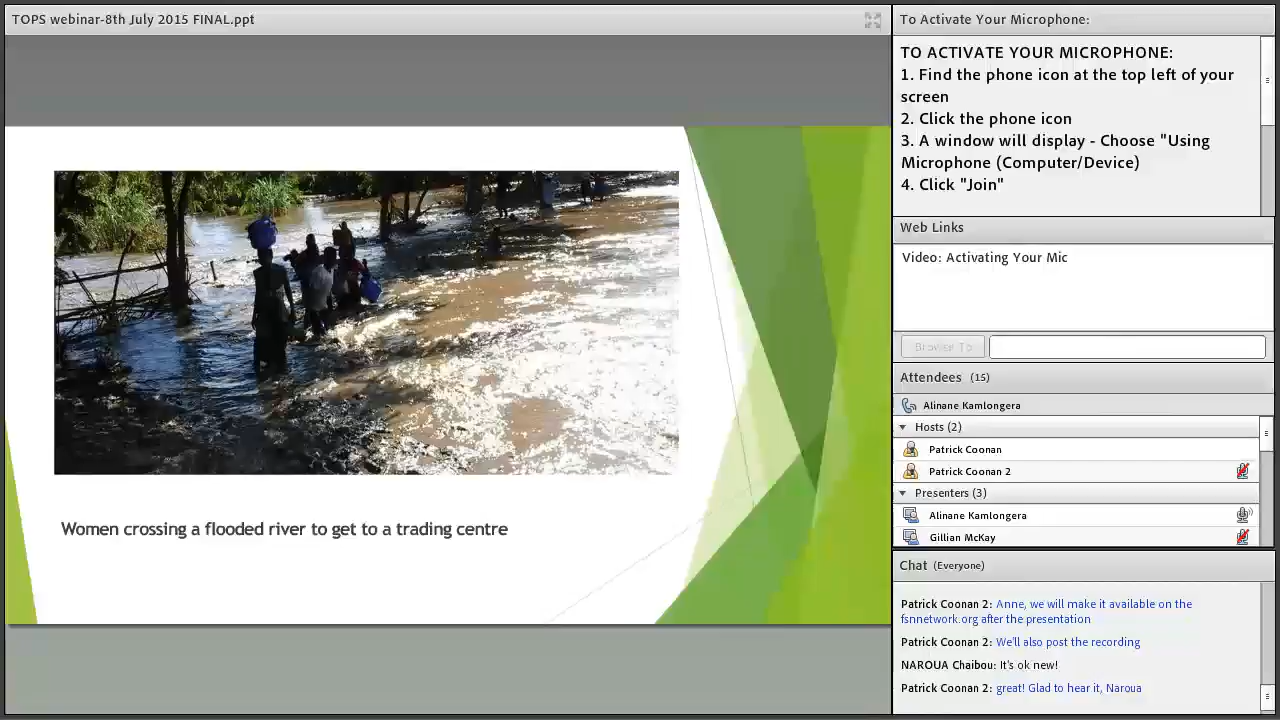 TOPS webinar-8th July 2015 FINAL.ppt
Women crossing a flooded river to get to a trading centre
To Activate Your Microphone:
TO ACTIVATE YOUR MICROPHONE:
1. Find the phone icon at the top left of your
screen
2. Click the phone icon
3. A window will display - Choose "Using
Microphone (Computer/Device)
4. Click "Join"
Web Links
Video: Activating Your Mic
Browse To
Attendees (15)
Alinane Kamlongera
Hosts (2)
Patrick Coonan
Patrick Coonan 2
Presenters (3)
Alinane Kamlongera
Gillian McKay
Chat (Everyone)
Patrick Coonan 2: Anne, we will make it available on the
fsnnetwork.org after the presentation
Patrick Coonan 2: We'll also post the recording
NAROUA Chaibou: It's ok new!
Patrick Coonan 2: great! Glad to hear it, Naroua